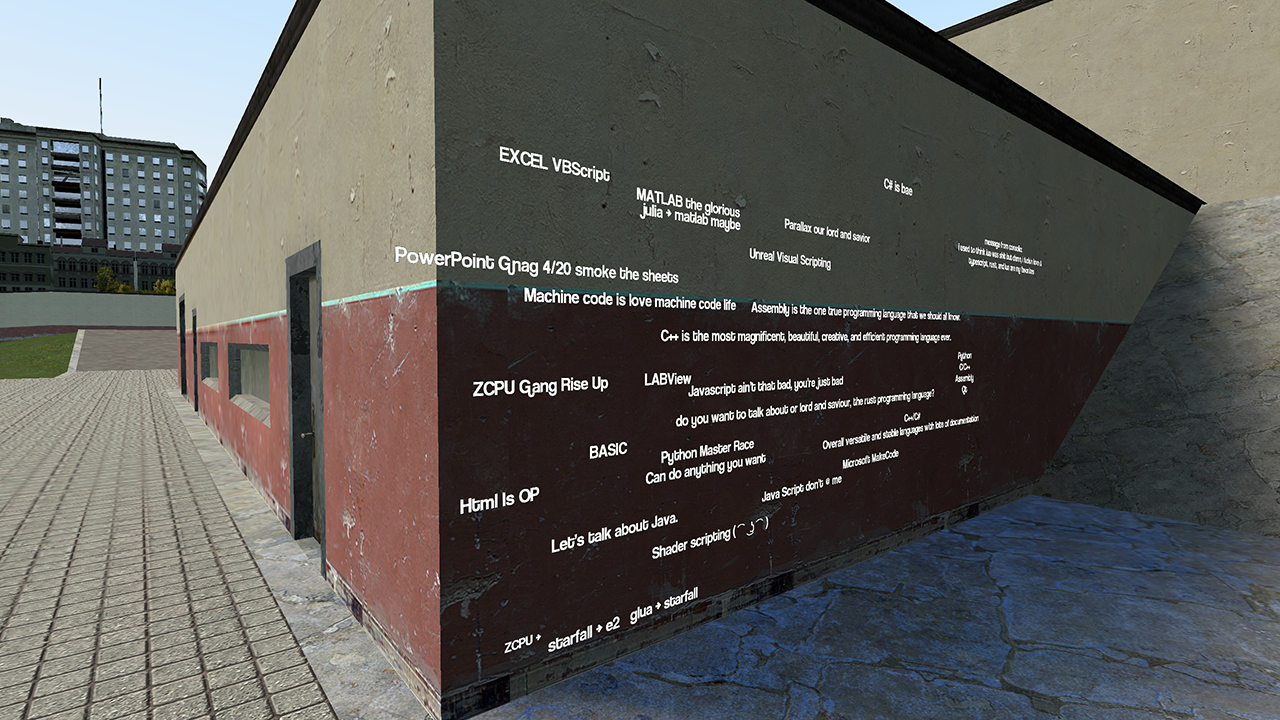 EXCEL VBScript
C# is bae
MATLAB the glorious
julia > matlab maybe
Parallax our lord and savior
message from console
I used to think lua was shit but damn, I fuckin love it
typescript, rust, and lua are my favorites
PowerPoint Gnag 4/20 smoke the sheets
Unreal Visual Scripting
Machine code is love machine code life
Assembly is the one true programming language that we should all know.
C++ is the most magnificent, beautiful, creative, and efficient programming language ever.
Python
C/C++
Assembly
Qt
ZCPU Gang Rise Up
LABView
Javascript ain't that bad, you're just bad
do you want to talk about or lord and saviour, the rust programming language?
C++/C#
Overall versatile and stable languages with lots of documentation
BASIC
Python Master Race
Can do anything you want
Microsoft MakeCode
Html Is OP
Java Script don't @ me
Let's talk about Java.
Shader scripting ( ͡° ͜ʖ ͡°)
ZCPU >
starfall > e2
glua > starfall